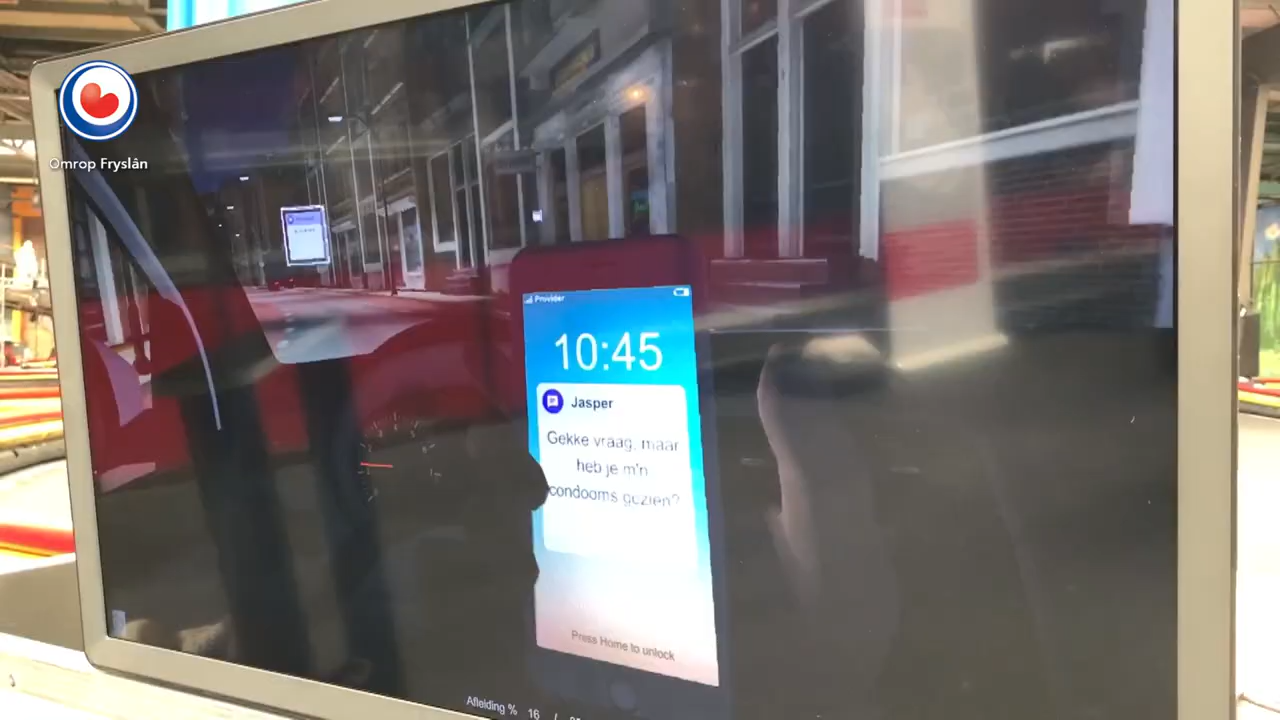 Omrop Fryslân
Provider
10:45
Jasper
Gekke vraag, maar
heb je m'n
condooms gezien?
Press Home to unlock
Afleiding % 16 /